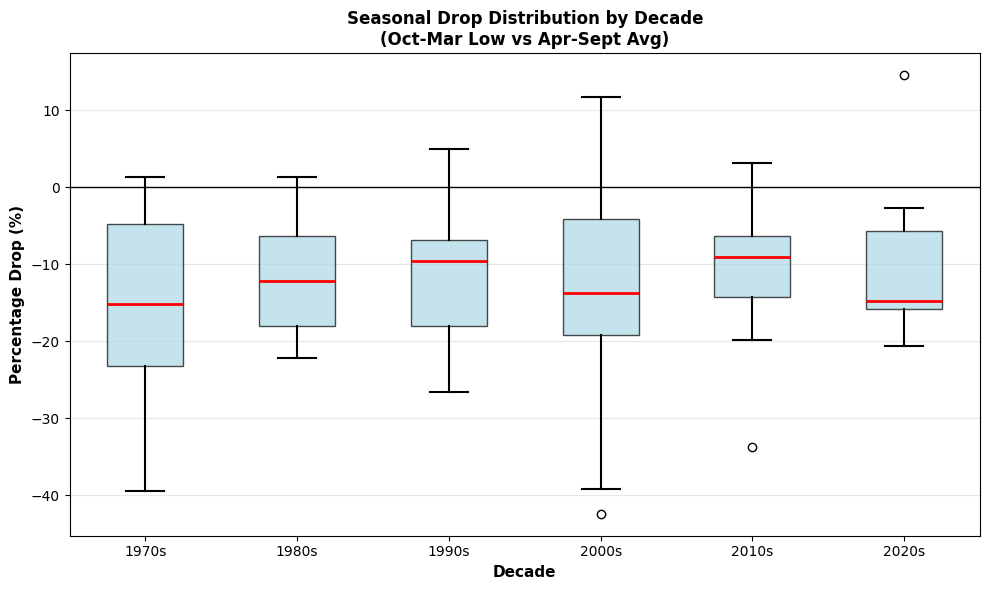 Seasonal Drop Distribution by Decade
(Oct-Mar Low vs Apr-Sept Avg)
Percentage Drop (%)
10
0
−10
−20
−30
−40
1970s 1980s 1990s 2000s 2010s 2020s
Decade